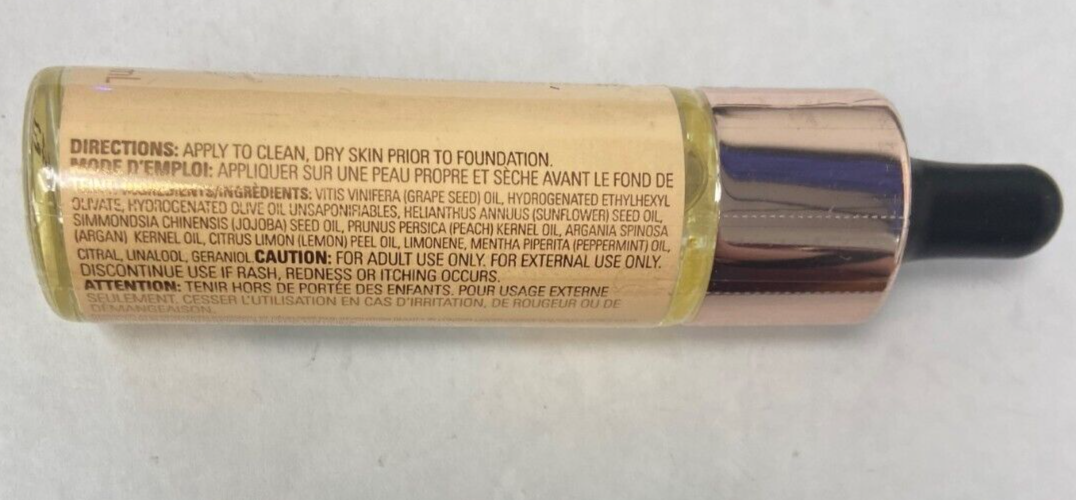 DIRECTIONS: APPLY TO CLEAN, DRY SKIN PRIOR TO FOUNDATION.
MODE D'EMPLOI: APPLIQUER SUR UNE PEAU PROPRE ET SÈCHE AVANT LE FOND DE
TEINT. INGREDIENTS/INGRÉDIENTS: VITIS VINIFERA (GRAPE SEED) OIL, HYDROGENATED ETHYLHEXYL
OLIVATE, HYDROGENATED OLIVE OIL UNSAPONIFIABLES, HELIANTHUS ANNUUS (SUNFLOWER) SEED OIL,
SIMMONDSIA CHINENSIS (JOJOBA) SEED OIL, PRUNUS PERSICA (PEACH) KERNEL OIL, ARGANIA SPINOSA
(ARGAN) KERNEL OIL, CITRUS LIMON (LEMON) PEEL OIL, LIMONENE, MENTHA PIPERITA (PEPPERMINT) OIL,
CITRAL, LINALOOL, GERANIOL. CAUTION: FOR ADULT USE ONLY. FOR EXTERNAL USE ONLY.
DISCONTINUE USE IF RASH, REDNESS OR ITCHING OCCURS.
ATTENTION: TENIR HORS DE PORTÉE DES ENFANTS. POUR USAGE EXTERNE
SEULEMENT. CESSER L'UTILISATION EN CAS D'IRRITATION, DE ROUGEUR OU DE
DÉMANGEAISON.